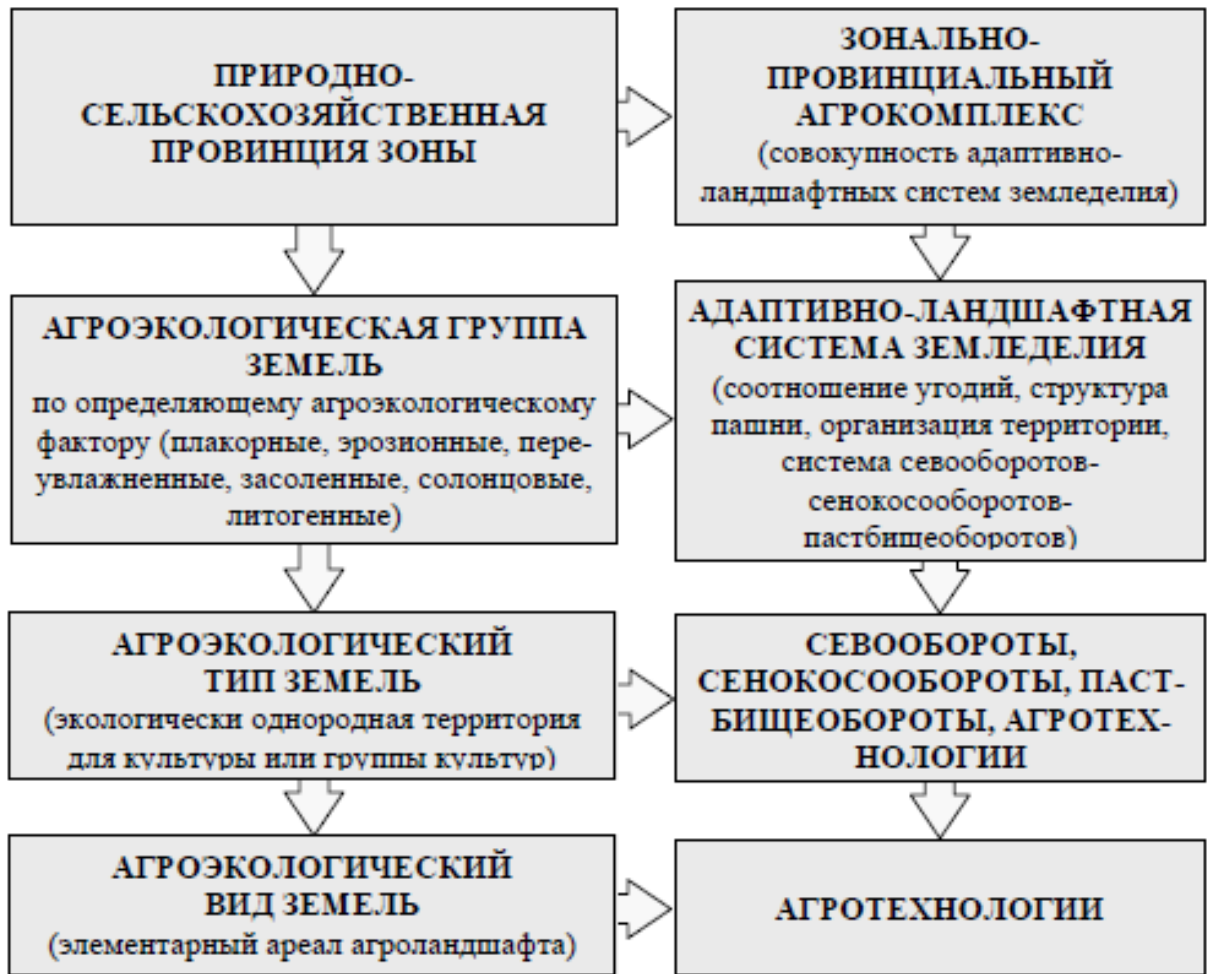 ПРИРОДНО-
СЕЛЬСКОХОЗЯЙСТВЕННАЯ
ПРОВИНЦИЯ ЗОНЫ
ЗОНАЛЬНО-
ПРОВИНЦИАЛЬНЫЙ
АГРОКОМПЛЕКС
(совокупность адаптивно-
ландшафтных систем земледелия)
АГРОЭКОЛОГИЧЕСКАЯ ГРУППА
ЗЕМЕЛЬ
по определяющему агроэкологическому
фактору (плакорные, эрозионные, пере-
увлажненные, засоленные, солонцовые,
литогенные)
АДАПТИВНО-ЛАНДШАФТНАЯ
СИСТЕМА ЗЕМЛЕДЕЛИЯ
(соотношение угодий, структура
пашни, организация территории,
система севооборотов-
сенокосооборотов-
пастбищеоборотов)
АГРОЭКОЛОГИЧЕСКИЙ
ТИП ЗЕМЕЛЬ
(экологически однородная территория
для культуры или группы культур)
СЕВООБОРОТЫ,
СЕНОКОСООБОРОТЫ, ПАСТ-
БИЩЕОБОРОТЫ, АГРОТЕХ-
НОЛОГИИ
АГРОЭКОЛОГИЧЕСКИЙ
ВИД ЗЕМЕЛЬ
(элементарный ареал агроландшафта)
АГРОТЕХНОЛОГИИ